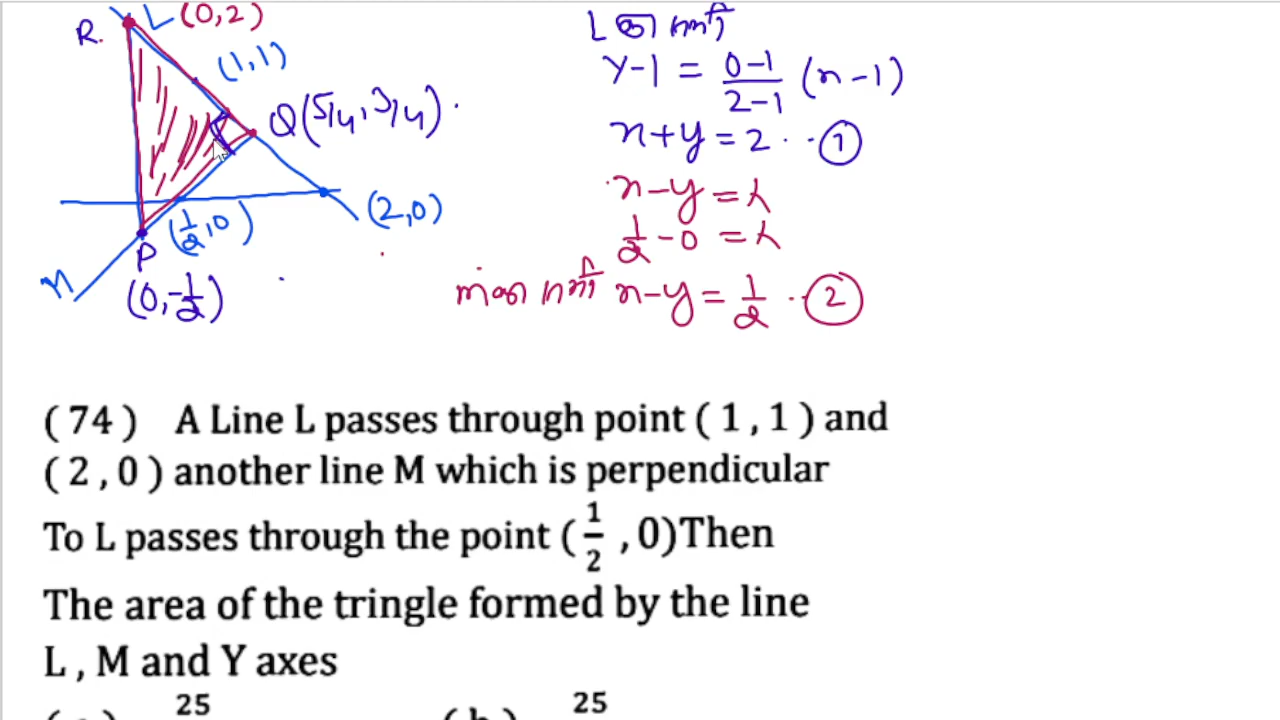 R. L (0,2)
(1,1)
Q(5/4, 3/4).
(1/2, 0)
(2,0)
P
M
(0, -1/2)
L
y-1 = 0-1/2-1 (x-1)
x+y = 2 .. ①
x-y = λ
1/2 - 0 = λ
x-y = 1/2 .. ②
( 74 ) A Line L passes through point ( 1 , 1 ) and
( 2 , 0 ) another line M which is perpendicular
To L passes through the point ( 1/2 , 0)Then
The area of the tringle formed by the line
L , M and Y axes
25 25